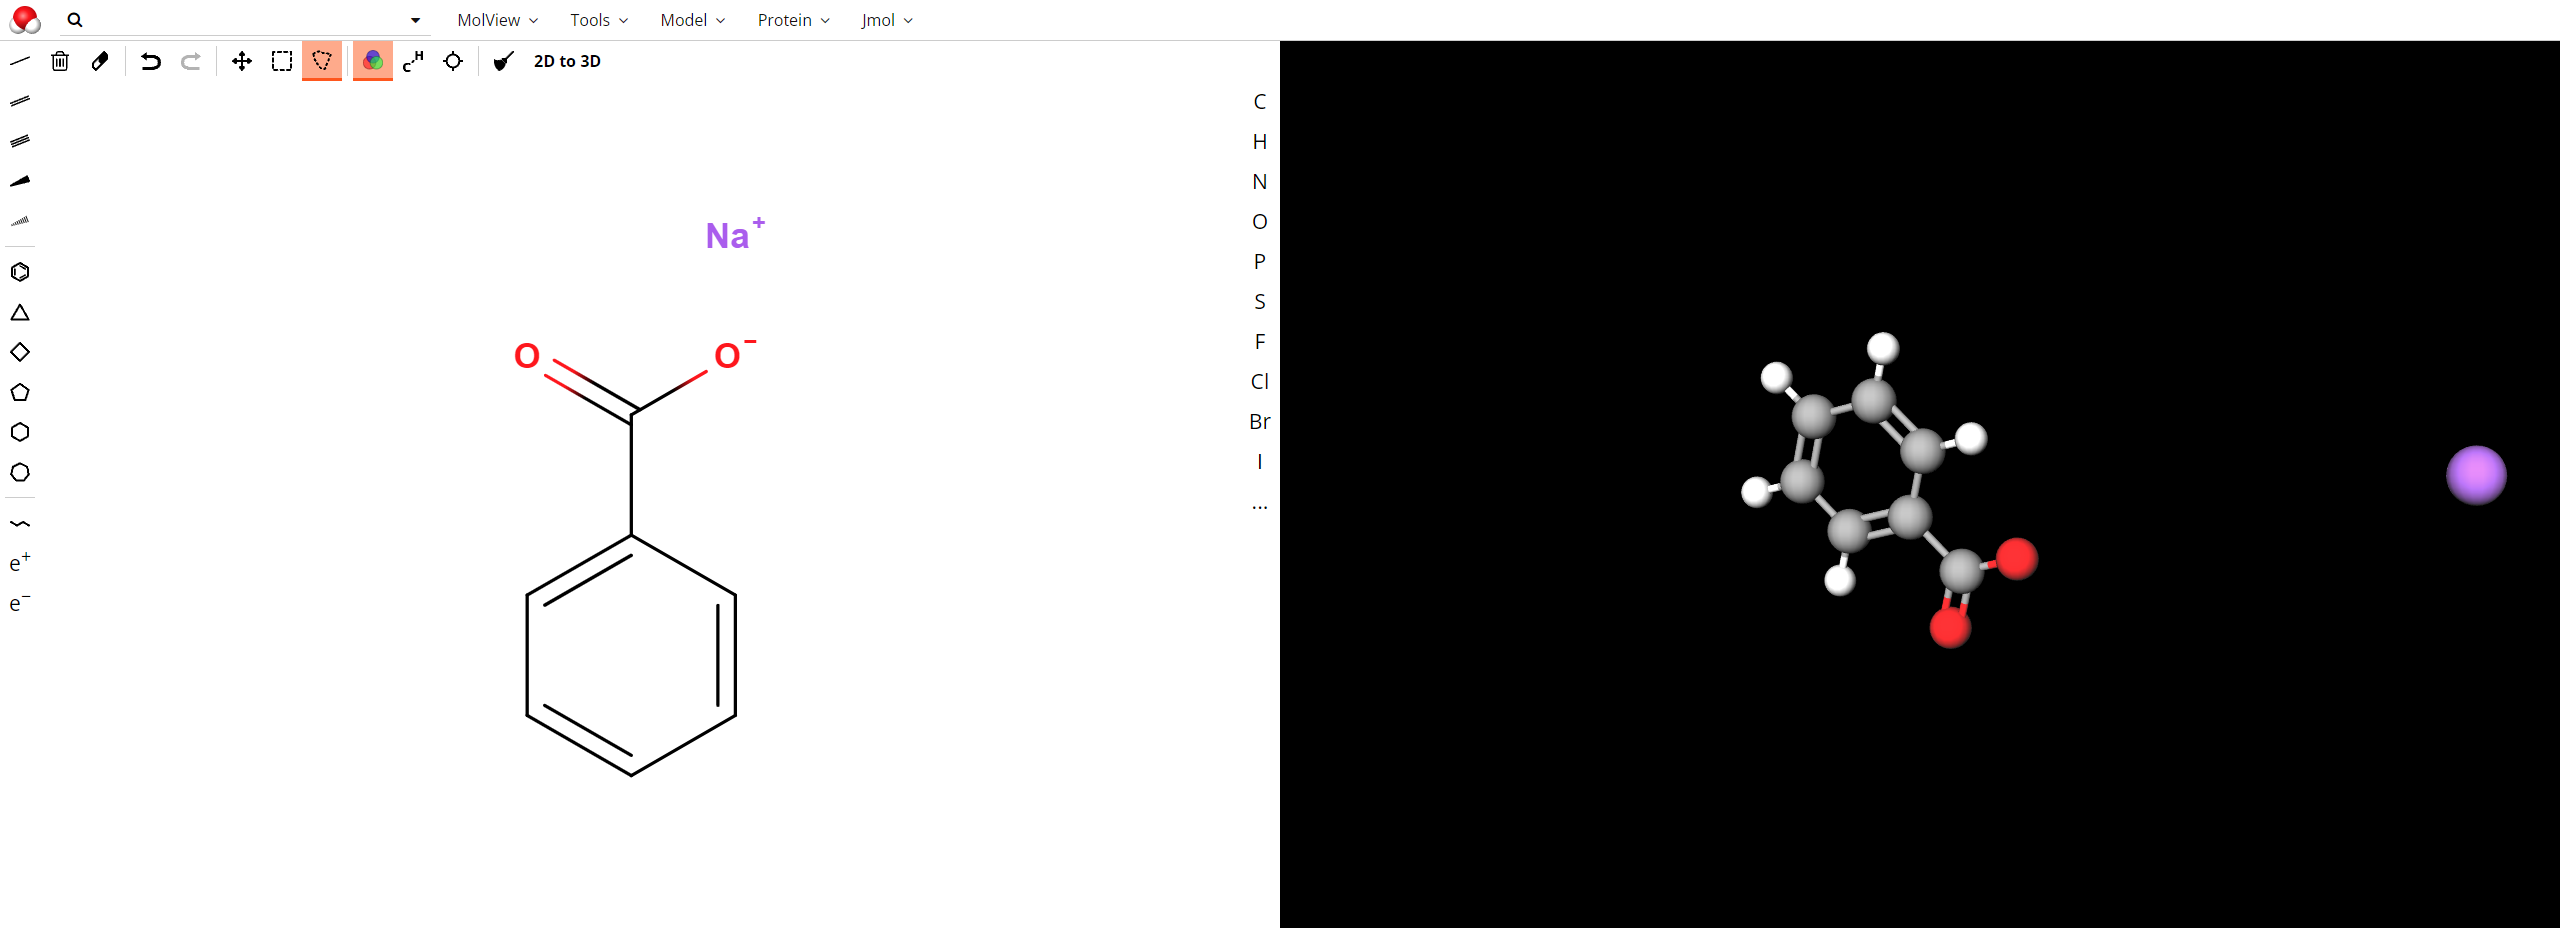 MolView Tools Model Protein Jmol
C H 2D to 3D
C
H
N
O
P
S
F
Cl
Br
I
...
e+
e−
Na+
O O−